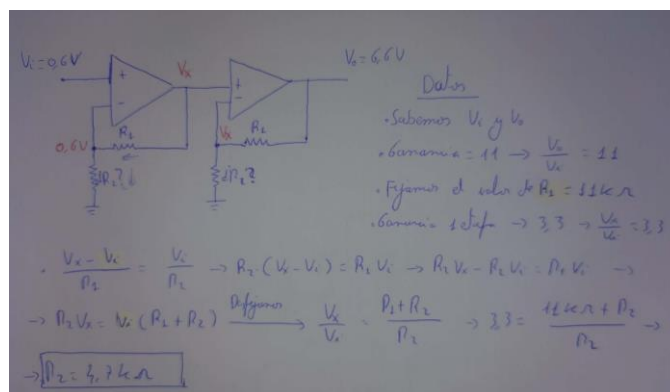 Vi=0,6V
Vx
Vo=6,6V
0,6V
R1
Vx
R1
¿R2?
¿R2?
Datos
• Sabemos Vi y Vo
• Ganancia = 11 → Vo/Vi = 11
• Fijamos el valor de R1 = 11kΩ
• Ganancia 1 etapa → 3,3 → Vx/Vi = 3,3
• (Vx - Vi)/R1 = Vi/R2 → R2·(Vx - Vi) = R1 Vi → R2 Vx - R2 Vi = R1 Vi →
→ R2 Vx = Vi (R1 + R2) → Vx/Vi = (R1 + R2)/R2 → 3,3 = (11kΩ + R2)/R2 →
→ R2 = 4,7kΩ